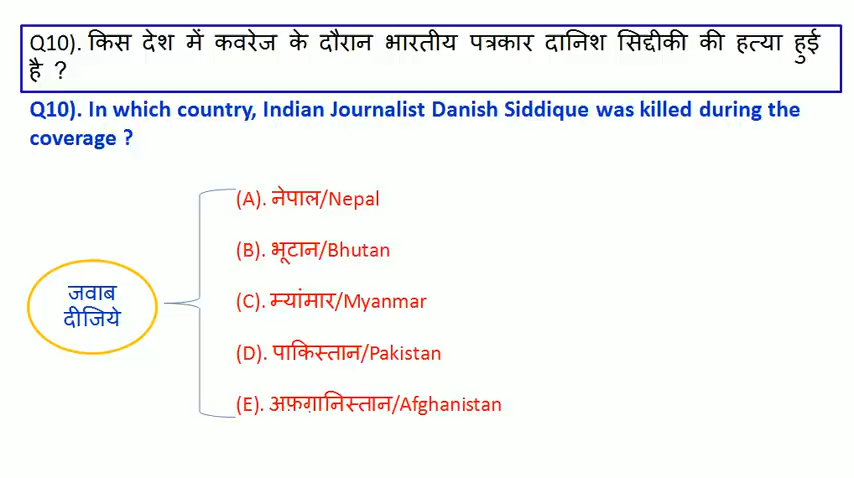 Q10). किस देश में कवरेज के दौरान भारतीय पत्रकार दानिश सिद्दीकी की हत्या हुई
है ?
Q10). In which country, Indian Journalist Danish Siddique was killed during the
coverage ?
(A). नेपाल/Nepal
(B). भूटान/Bhutan
जवाब
दीजिये
(C). म्यांमार/Myanmar
(D). पाकिस्तान/Pakistan
(E). अफ़ग़ानिस्तान/Afghanistan